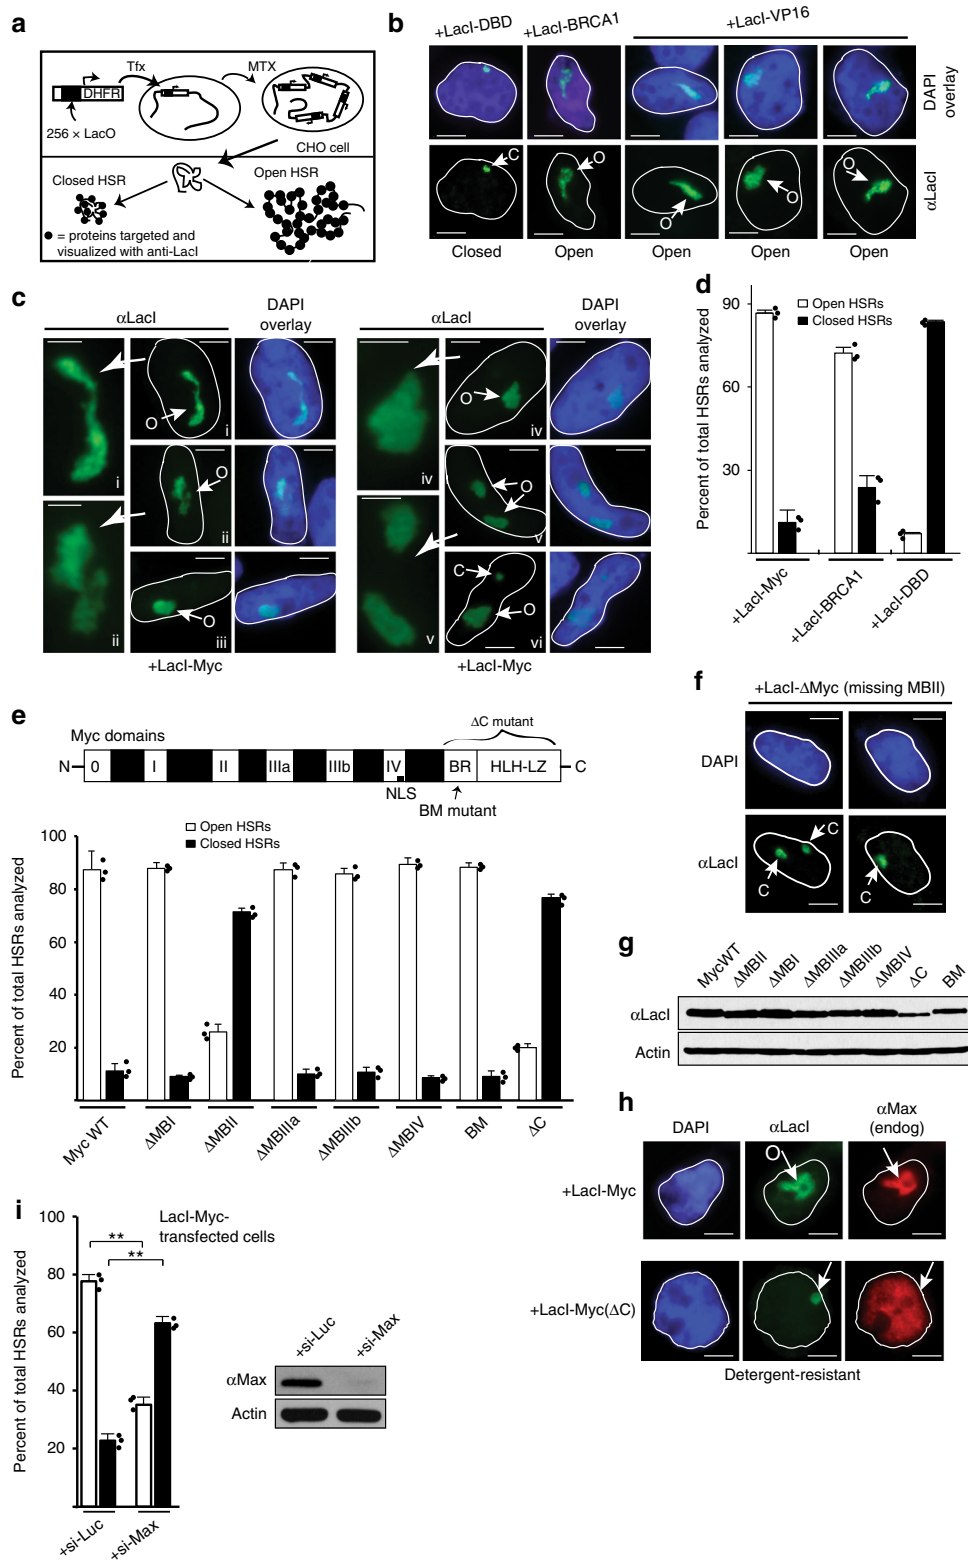 a
Tfx
MTX
DHFR
256 × LacO
CHO cell
Closed HSR
Open HSR
= proteins targeted and
visualized with anti-LacI
b
+LacI-DBD
+LacI-BRCA1
+LacI-VP16
DAPI
overlay
C
O
O
O
O
αLacI
Closed
Open
Open
Open
Open
c
αLacI
DAPI
overlay
αLacI
DAPI
overlay
i
O
i
O
ii
ii
O
iii
iv
O
iv
O
v
v
C
O
vi
+LacI-Myc
+LacI-Myc
d
Percent of total HSRs analyzed
90
60
30
Open HSRs
Closed HSRs
+LacI-Myc
+LacI-BRCA1
+LacI-DBD
e
Myc domains
ΔC mutant
N
0
I
II
IIIa
IIIb
IV
BR
HLH-LZ
C
NLS
BM mutant
Open HSRs
Closed HSRs
Percent of total HSRs analyzed
100
80
60
40
20
Myc WT
ΔMBI
ΔMBII
ΔMBIIIa
ΔMBIIIb
ΔMBIV
BM
ΔC
f
+LacI-ΔMyc (missing MBII)
DAPI
αLacI
C
C
C
g
MycWT
ΔMBII
ΔMBI
ΔMBIIIa
ΔMBIIIb
ΔMBIV
ΔC
BM
αLacI
Actin
h
DAPI
αLacI
αMax
(endog)
+LacI-Myc
O
+LacI-Myc(ΔC)
Detergent-resistant
i
LacI-Myc-
transfected cells
Percent of total HSRs analyzed
100
80
60
40
20
**
**
+si-Luc
+si-Max
+si-Luc
+si-Max
αMax
Actin